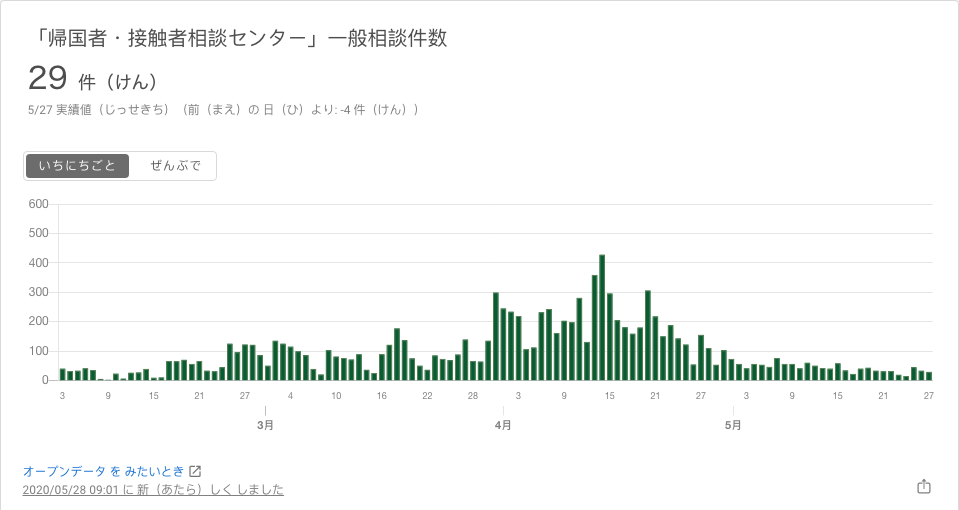 「帰国者・接触者相談センター」一般相談件数
29 件（けん）
5/27 実績値（じっせきち）（前（まえ）の 日（ひ）より: -4 件（けん））
いちにちごと ぜんぶで
600
500
400
300
200
100
0
3 9 15 21 27 4 10 16 22 28 3 9 15 21 27 3 9 15 21 27
3月 4月 5月
オープンデータ を みたいとき
2020/05/28 09:01 に 新（あたら）しく しました